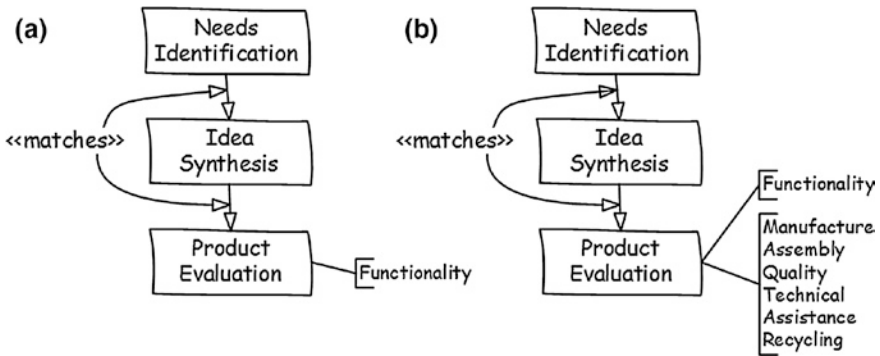 (a)
Needs
Identification
<<matches>>
Idea
Synthesis
Product
Evaluation
Functionality
(b)
Needs
Identification
<<matches>>
Idea
Synthesis
Product
Evaluation
Functionality
Manufacture
Assembly
Quality
Technical
Assistance
Recycling